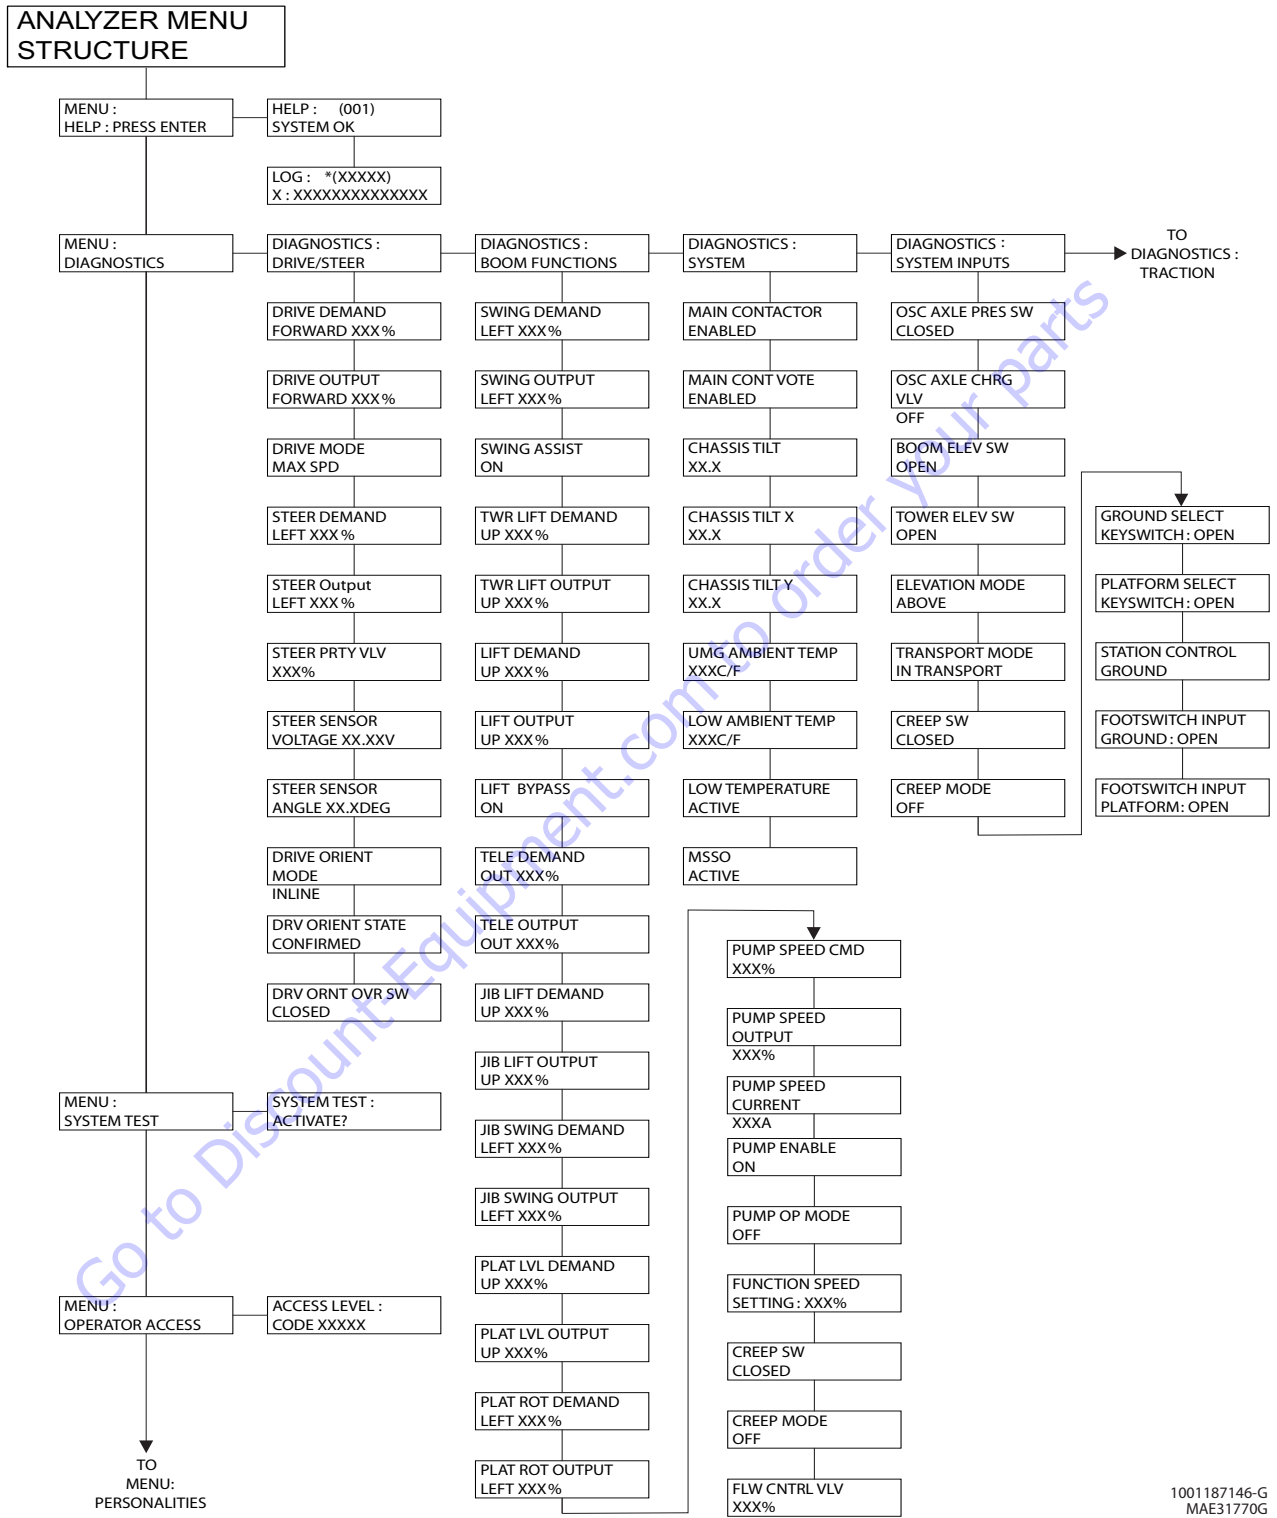 ANALYZER MENU
STRUCTURE
MENU :
HELP : PRESS ENTER
HELP : (001)
SYSTEM OK
LOG : *(XXXXX)
X : XXXXXXXXXXXXXX
MENU :
DIAGNOSTICS
DIAGNOSTICS :
DRIVE/STEER
DRIVE DEMAND
FORWARD XXX%
DRIVE OUTPUT
FORWARD XXX%
DRIVE MODE
MAX SPD
STEER DEMAND
LEFT XXX%
STEER Output
LEFT XXX%
STEER PRTY VLV
XXX%
STEER SENSOR
VOLTAGE XX.XXV
STEER SENSOR
ANGLE XX.XDEG
DRIVE ORIENT
MODE
INLINE
DRV ORIENT STATE
CONFIRMED
DRV ORNT OVR SW
CLOSED
DIAGNOSTICS :
BOOM FUNCTIONS
SWING DEMAND
LEFT XXX%
SWING OUTPUT
LEFT XXX%
SWING ASSIST
ON
TWR LIFT DEMAND
UP XXX%
TWR LIFT OUTPUT
UP XXX%
LIFT DEMAND
UP XXX%
LIFT OUTPUT
UP XXX%
LIFT BYPASS
ON
TELE DEMAND
OUT XXX%
TELE OUTPUT
OUT XXX%
JIB LIFT DEMAND
UP XXX%
JIB LIFT OUTPUT
UP XXX%
JIB SWING DEMAND
LEFT XXX%
JIB SWING OUTPUT
LEFT XXX%
PLAT LVL DEMAND
UP XXX%
PLAT LVL OUTPUT
UP XXX%
PLAT ROT DEMAND
LEFT XXX%
PLAT ROT OUTPUT
LEFT XXX%
PUMP SPEED CMD
XXX%
PUMP SPEED
OUTPUT
XXX%
PUMP SPEED
CURRENT
XXXA
PUMP ENABLE
ON
PUMP OP MODE
OFF
FUNCTION SPEED
SETTING : XXX%
CREEP SW
CLOSED
CREEP MODE
OFF
FLW CNTRL VLV
XXX%
DIAGNOSTICS :
SYSTEM
MAIN CONTACTOR
ENABLED
MAIN CONT VOTE
ENABLED
CHASSIS TILT
XX.X
CHASSIS TILT X
XX.X
CHASSIS TILT Y
XX.X
UMG AMBIENT TEMP
XXXC/F
LOW AMBIENT TEMP
XXXC/F
LOW TEMPERATURE
ACTIVE
MSSO
ACTIVE
DIAGNOSTICS :
SYSTEM INPUTS
OSC AXLE PRES SW
CLOSED
OSC AXLE CHRG
VLV
OFF
BOOM ELEV SW
OPEN
TOWER ELEV SW
OPEN
ELEVATION MODE
ABOVE
TRANSPORT MODE
IN TRANSPORT
CREEP SW
CLOSED
CREEP MODE
OFF
GROUND SELECT
KEYSWITCH : OPEN
PLATFORM SELECT
KEYSWITCH : OPEN
STATION CONTROL
GROUND
FOOTSWITCH INPUT
GROUND : OPEN
FOOTSWITCH INPUT
PLATFORM : OPEN
TO
DIAGNOSTICS :
TRACTION
MENU :
SYSTEM TEST
SYSTEM TEST :
ACTIVATE?
MENU :
OPERATOR ACCESS
ACCESS LEVEL :
CODE XXXXX
TO
MENU:
PERSONALITIES
Go to Discount-Equipment.com to order your parts
1001187146-G
MAE31770G